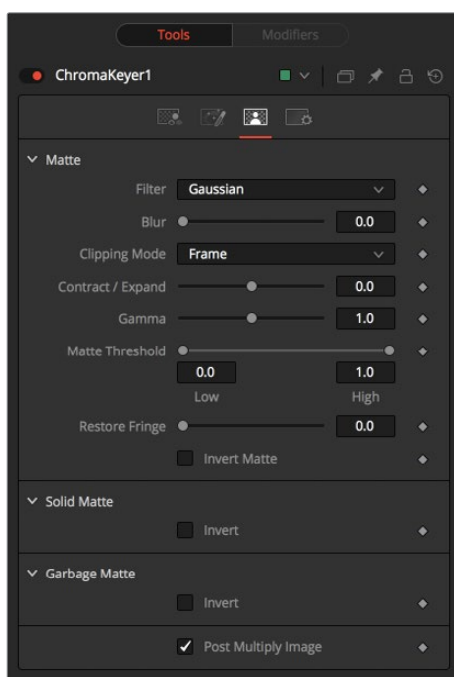 Tools Modifiers
ChromaKeyer1
Matte
Filter Gaussian
Blur 0.0
Clipping Mode Frame
Contract / Expand 0.0
Gamma 1.0
Matte Threshold
0.0 1.0
Low High
Restore Fringe 0.0
Invert Matte
Solid Matte
Invert
Garbage Matte
Invert
Post Multiply Image